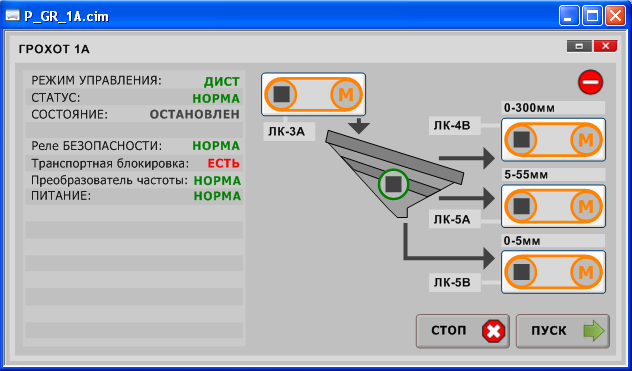 P_GR_1A.cim
ГРОХОТ 1А
РЕЖИМ УПРАВЛЕНИЯ: ДИСТ
СТАТУС: НОРМА
СОСТОЯНИЕ: ОСТАНОВЛЕН
Реле БЕЗОПАСНОСТИ: НОРМА
Транспортная блокировка: ЕСТЬ
Преобразователь частоты: НОРМА
ПИТАНИЕ: НОРМА
М
ЛК-3А
0-300мм
ЛК-4В
М
5-55мм
М
ЛК-5А
0-5мм
М
ЛК-5В
СТОП
ПУСК